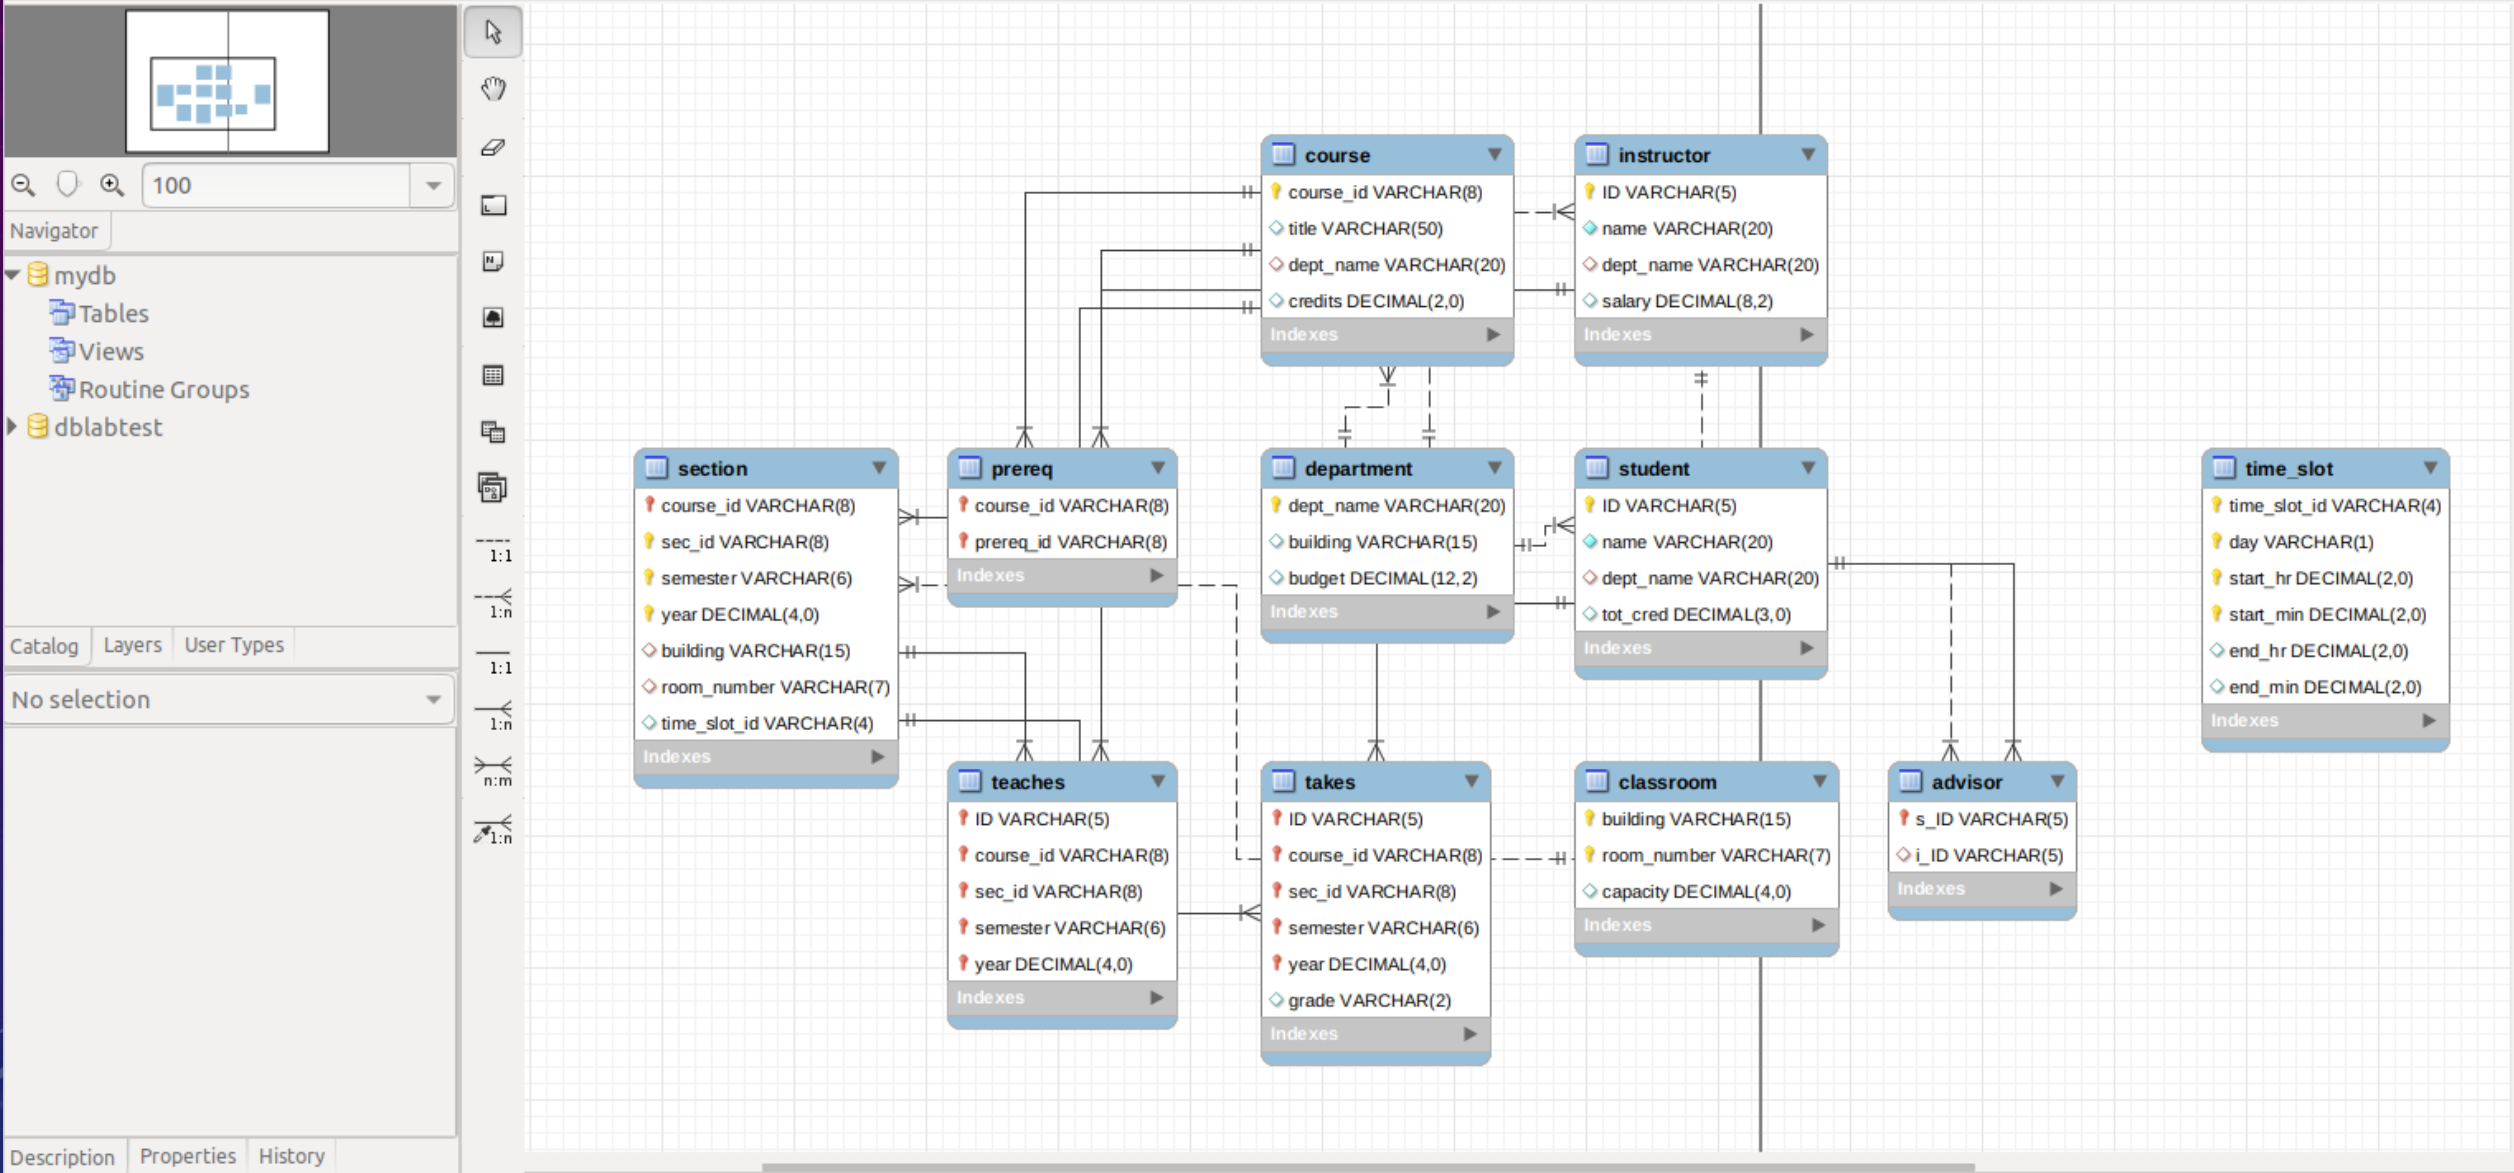 100
Navigator
mydb
Tables
Views
Routine Groups
dblabtest
Catalog Layers User Types
No selection
Description Properties History
1:1
1:n
1:1
1:n
n:m
1:n
course
course_id VARCHAR(8)
title VARCHAR(50)
dept_name VARCHAR(20)
credits DECIMAL(2,0)
Indexes
instructor
ID VARCHAR(5)
name VARCHAR(20)
dept_name VARCHAR(20)
salary DECIMAL(8,2)
Indexes
section
course_id VARCHAR(8)
sec_id VARCHAR(8)
semester VARCHAR(6)
year DECIMAL(4,0)
building VARCHAR(15)
room_number VARCHAR(7)
time_slot_id VARCHAR(4)
Indexes
prereq
course_id VARCHAR(8)
prereq_id VARCHAR(8)
Indexes
department
dept_name VARCHAR(20)
building VARCHAR(15)
budget DECIMAL(12,2)
Indexes
student
ID VARCHAR(5)
name VARCHAR(20)
dept_name VARCHAR(20)
tot_cred DECIMAL(3,0)
Indexes
time_slot
time_slot_id VARCHAR(4)
day VARCHAR(1)
start_hr DECIMAL(2,0)
start_min DECIMAL(2,0)
end_hr DECIMAL(2,0)
end_min DECIMAL(2,0)
Indexes
teaches
ID VARCHAR(5)
course_id VARCHAR(8)
sec_id VARCHAR(8)
semester VARCHAR(6)
year DECIMAL(4,0)
Indexes
takes
ID VARCHAR(5)
course_id VARCHAR(8)
sec_id VARCHAR(8)
semester VARCHAR(6)
year DECIMAL(4,0)
grade VARCHAR(2)
Indexes
classroom
building VARCHAR(15)
room_number VARCHAR(7)
capacity DECIMAL(4,0)
Indexes
advisor
s_ID VARCHAR(5)
i_ID VARCHAR(5)
Indexes